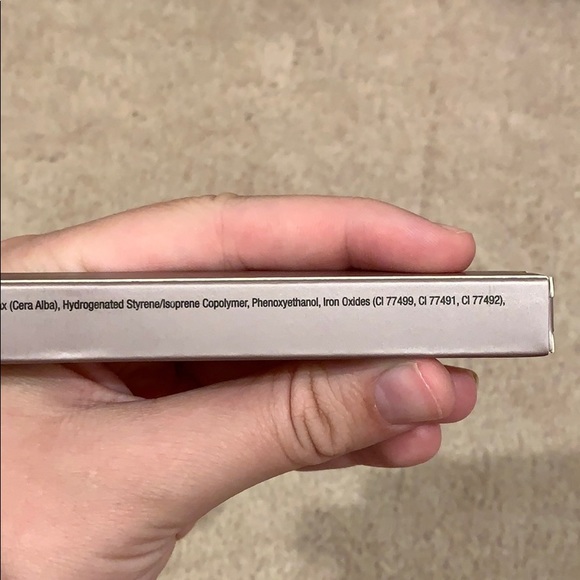 (Cera Alba), Hydrogenated Styrene/Isoprene Copolymer, Phenoxyethanol, Iron Oxides (CI 77499, CI 77491, CI 77492),